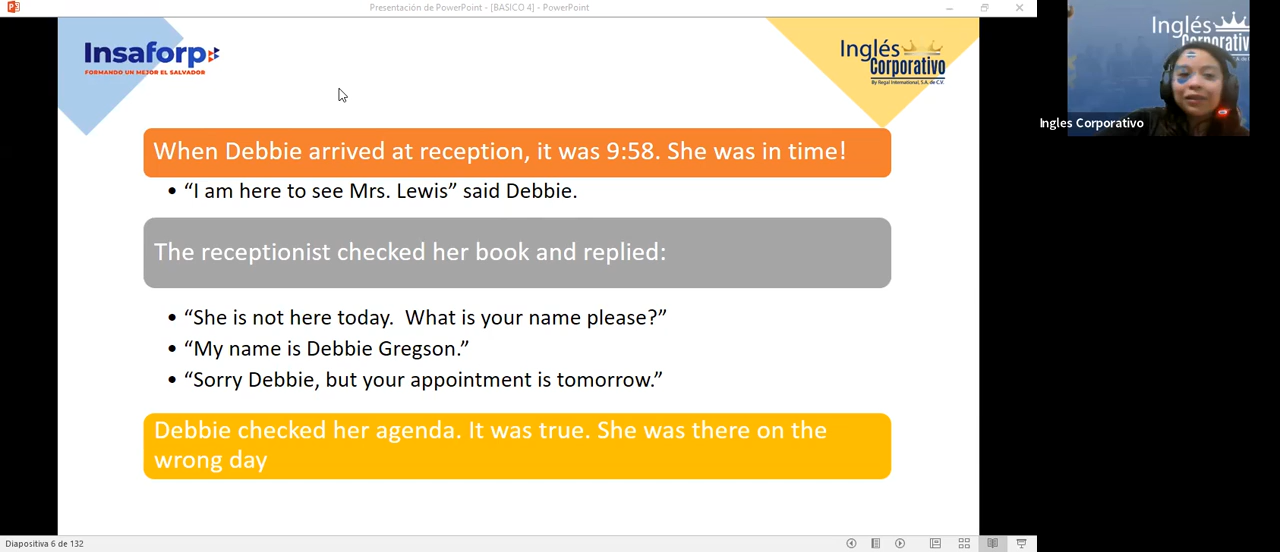 Presentación de PowerPoint - [BASICO 4] - PowerPoint
Insaforp
FORMANDO UN MEJOR EL SALVADOR
Inglés
Corporativo
By Regal International, S.A. de C.V.
When Debbie arrived at reception, it was 9:58. She was in time!
• “I am here to see Mrs. Lewis” said Debbie.
The receptionist checked her book and replied:
• “She is not here today.  What is your name please?”
• “My name is Debbie Gregson.”
• “Sorry Debbie, but your appointment is tomorrow.”
Debbie checked her agenda. It was true. She was there on the
wrong day
Diapositiva 6 de 132
Inglés
Corporativo
Ingles Corporativo